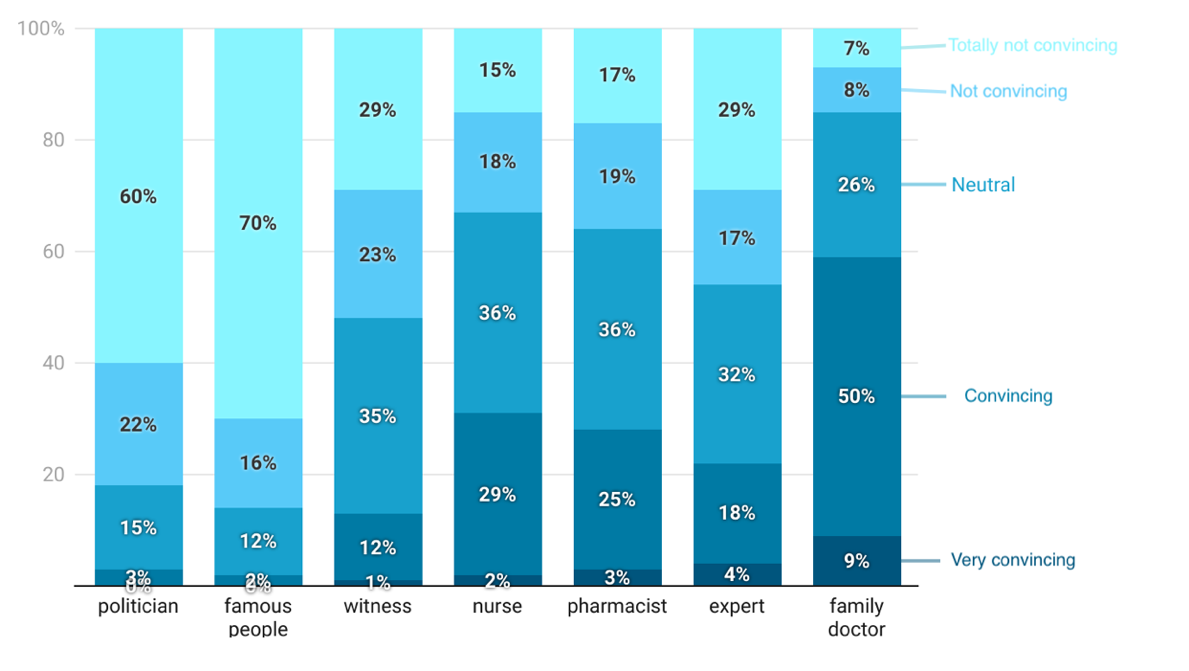 100%
80
60
40
20
60%
22%
15%
3%
0%
70%
16%
12%
2%
0%
29%
23%
35%
12%
1%
15%
18%
36%
29%
2%
17%
19%
36%
25%
3%
29%
17%
32%
18%
4%
7%
8%
26%
50%
9%
Totally not convincing
Not convincing
Neutral
Convincing
Very convincing
politician
famous
people
witness
nurse
pharmacist
expert
family
doctor